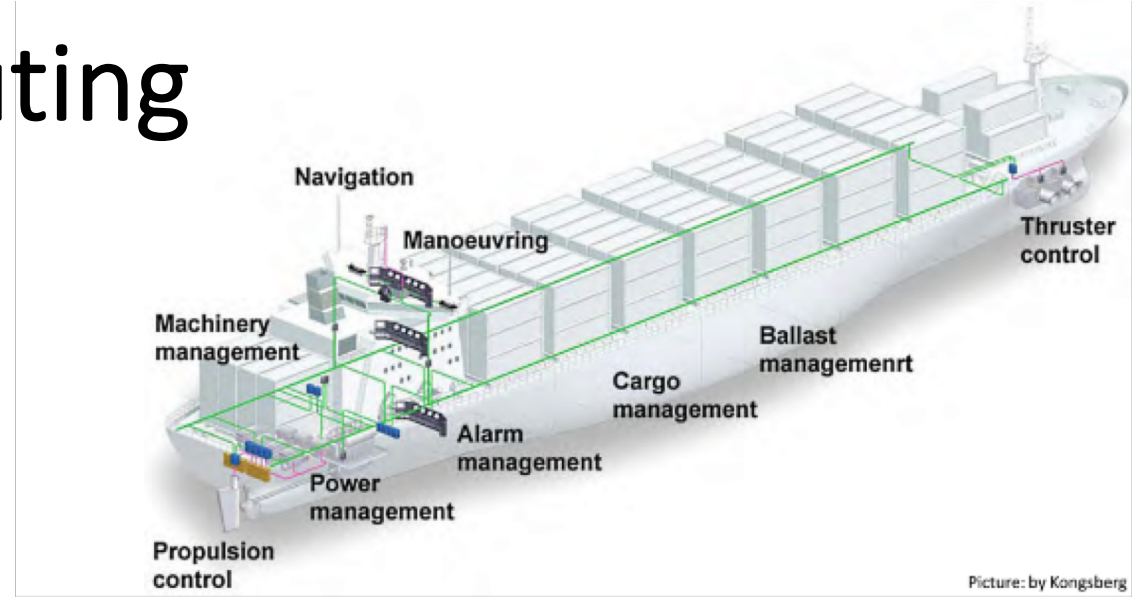 ting
Navigation
Manoeuvring
Thruster
control
Machinery
management
Ballast
managemenrt
Cargo
management
Alarm
management
Power
management
Propulsion
control
Picture: by Kongsberg